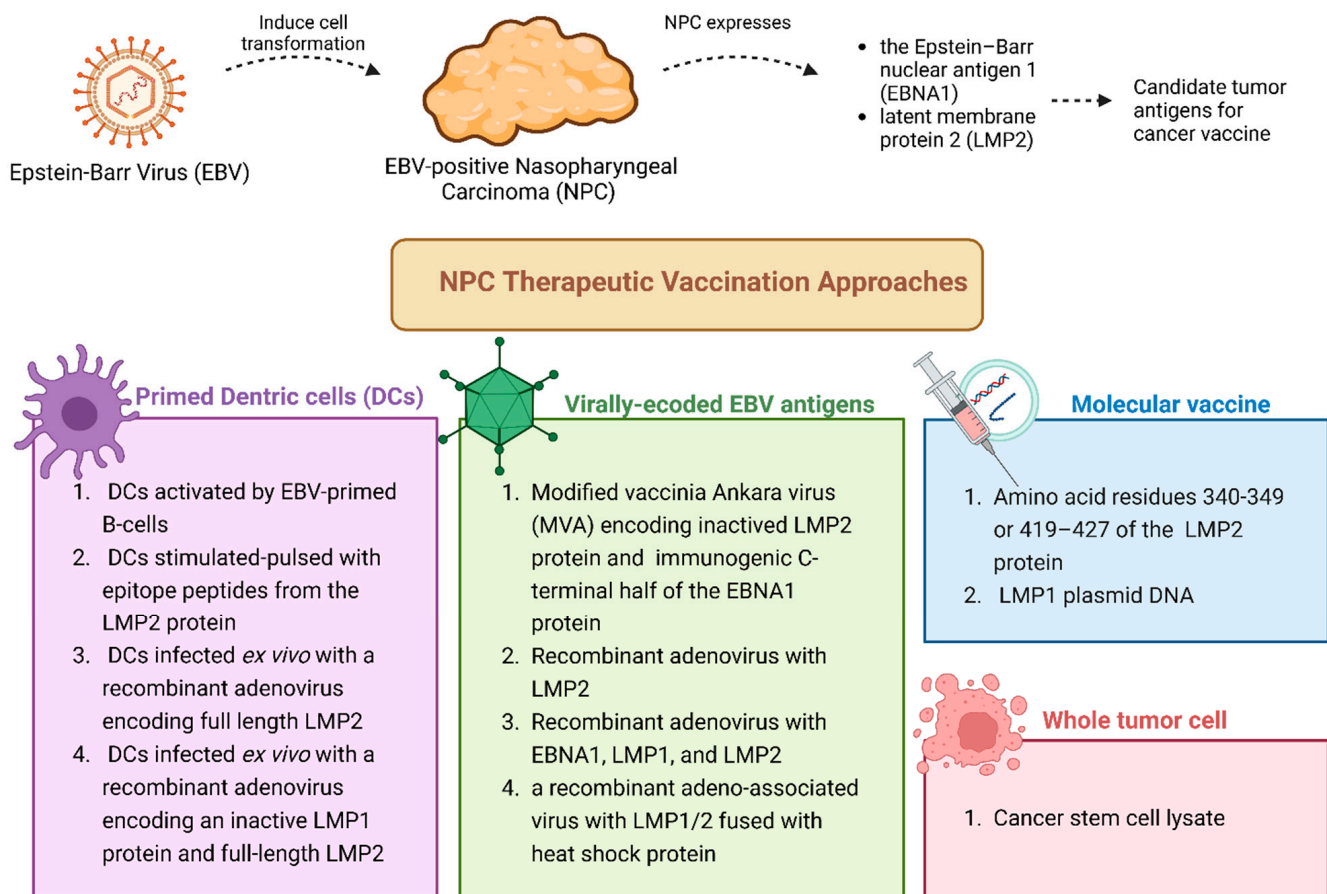 Induce cell
transformation
NPC expresses
• the Epstein–Barr
nuclear antigen 1
(EBNA1)
• latent membrane
protein 2 (LMP2)
Candidate tumor
antigens for
cancer vaccine
Epstein-Barr Virus (EBV)
EBV-positive Nasopharyngeal
Carcinoma (NPC)
NPC Therapeutic Vaccination Approaches
Primed Dentric cells (DCs)
1. DCs activated by EBV-primed
B-cells
2. DCs stimulated-pulsed with
epitope peptides from the
LMP2 protein
3. DCs infected ex vivo with a
recombinant adenovirus
encoding full length LMP2
4. DCs infected ex vivo with a
recombinant adenovirus
encoding an inactive LMP1
protein and full-length LMP2
Virally-ecoded EBV antigens
1. Modified vaccinia Ankara virus
(MVA) encoding inactived LMP2
protein and immunogenic C-
terminal half of the EBNA1
protein
2. Recombinant adenovirus with
LMP2
3. Recombinant adenovirus with
EBNA1, LMP1, and LMP2
4. a recombinant adeno-associated
virus with LMP1/2 fused with
heat shock protein
Molecular vaccine
1. Amino acid residues 340-349
or 419–427 of the LMP2
protein
2. LMP1 plasmid DNA
Whole tumor cell
1. Cancer stem cell lysate